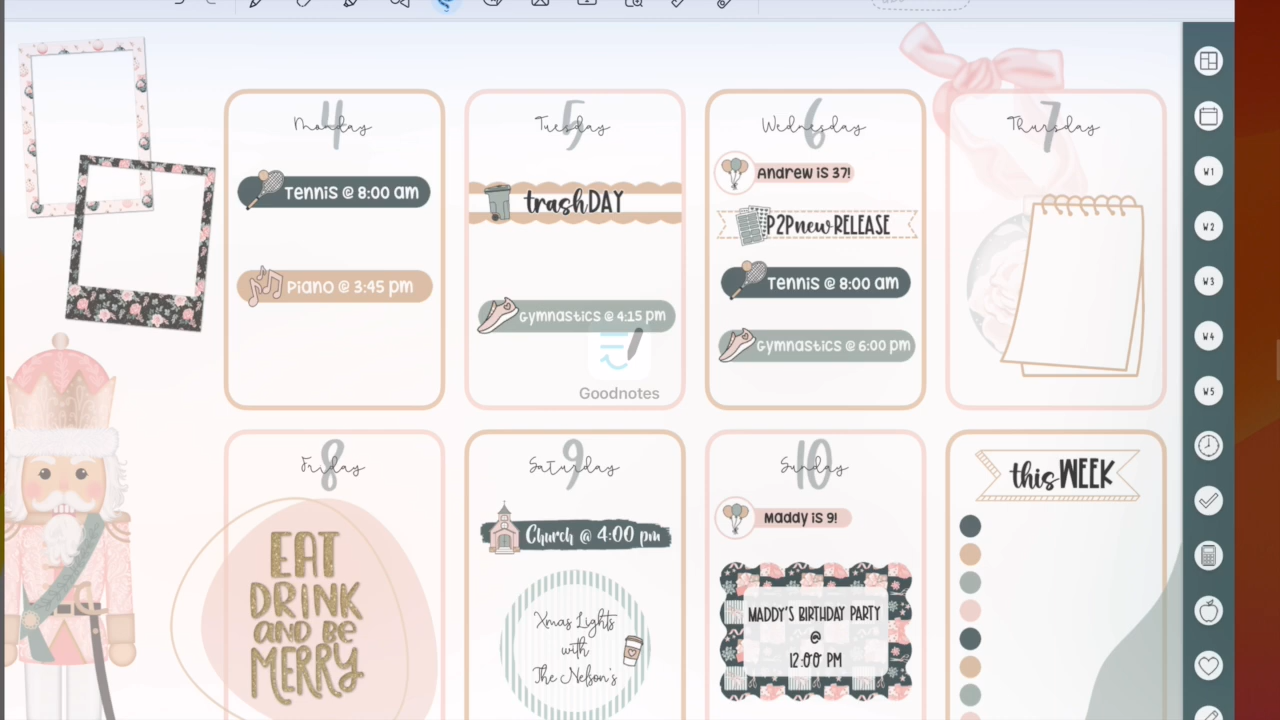 4
Monday
Tennis @ 8:00 am
Piano @ 3:45 pm
5
Tuesday
trashDAY
Gymnastics @ 4:15 pm
Goodnotes
6
Wednesday
Andrew is 37!
P2PnewRELEASE
Tennis @ 8:00 am
Gymnastics @ 6:00 pm
7
Thursday
8
Friday
EAT
DRINK
AND BE
MERRY
9
Saturday
Church @ 4:00 pm
Xmas Lights
with
The Nelson's
10
Sunday
Maddy is 9!
MADDY'S BIRTHDAY PARTY
@
12:00 PM
thisWEEK
W1
W2
W3
W4
W5